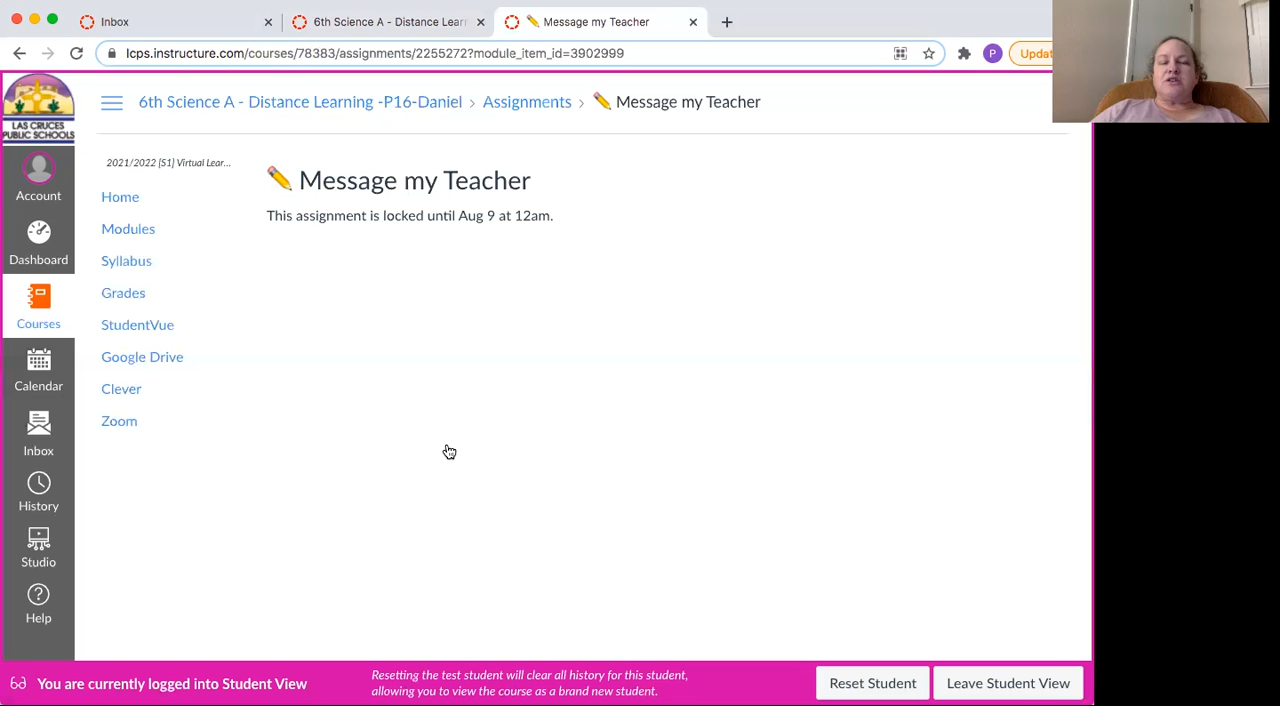 Inbox
6th Science A - Distance Lear
✏️ Message my Teacher
lcps.instructure.com/courses/78383/assignments/2255272?module_item_id=3902999
P
Updat
LAS CRUCES
PUBLIC SCHOOLS
6th Science A - Distance Learning -P16-Daniel > Assignments > ✏️ Message my Teacher
2021/2022 [S1] Virtual Lear...
Home
Modules
Syllabus
Grades
StudentVue
Google Drive
Clever
Zoom
✏️ Message my Teacher
This assignment is locked until Aug 9 at 12am.
Account
Dashboard
Courses
Calendar
Inbox
History
Studio
Help
You are currently logged into Student View
Resetting the test student will clear all history for this student,
allowing you to view the course as a brand new student.
Reset Student
Leave Student View